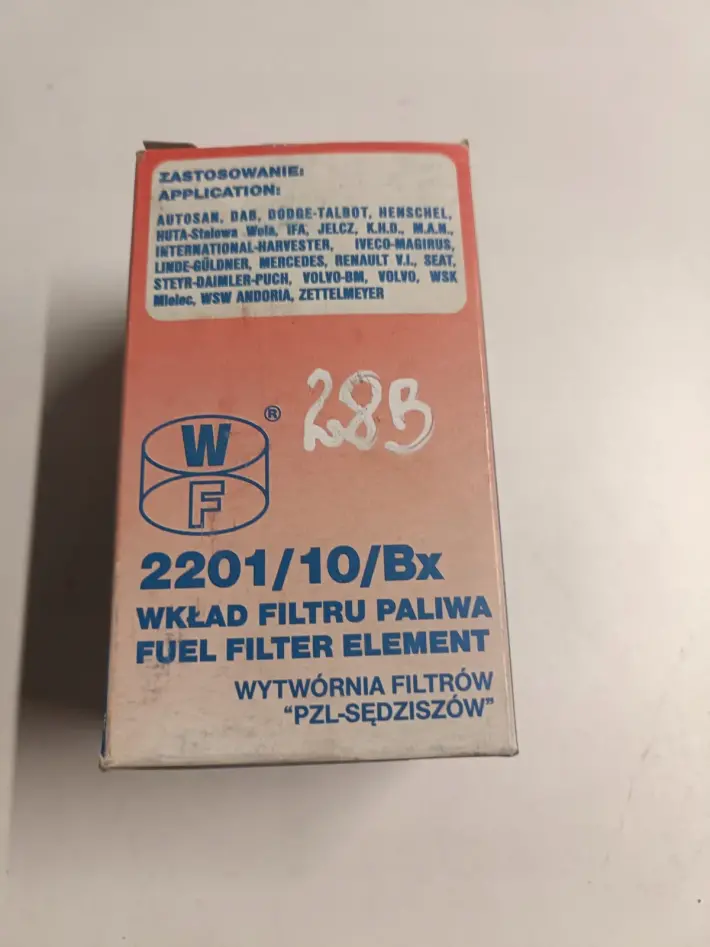 ZASTOSOWANIE:
APPLICATION:
AUTOSAN, DAB, DODGE-TALBOT, HENSCHEL,
HUTA-Stalowa Wola, IFA, JELCZ, K.H.D., M.A.N.,
INTERNATIONAL-HARVESTER, IVECO-MAGIRUS,
LINDE-GÜLDNER, MERCEDES, RENAULT V.I., SEAT,
STEYR-DAIMLER-PUCH, VOLVO-BM, VOLVO, WSK
Mielec, WSW ANDORIA, ZETTELMEYER
28B
®
W
F
2201/10/Bx
WKŁAD FILTRU PALIWA
FUEL FILTER ELEMENT
WYTWÓRNIA FILTRÓW
"PZL-SĘDZISZÓW"